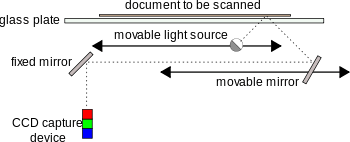 document to be scanned
glass plate
movable light source
fixed mirror
movable mirror
CCD capture
device